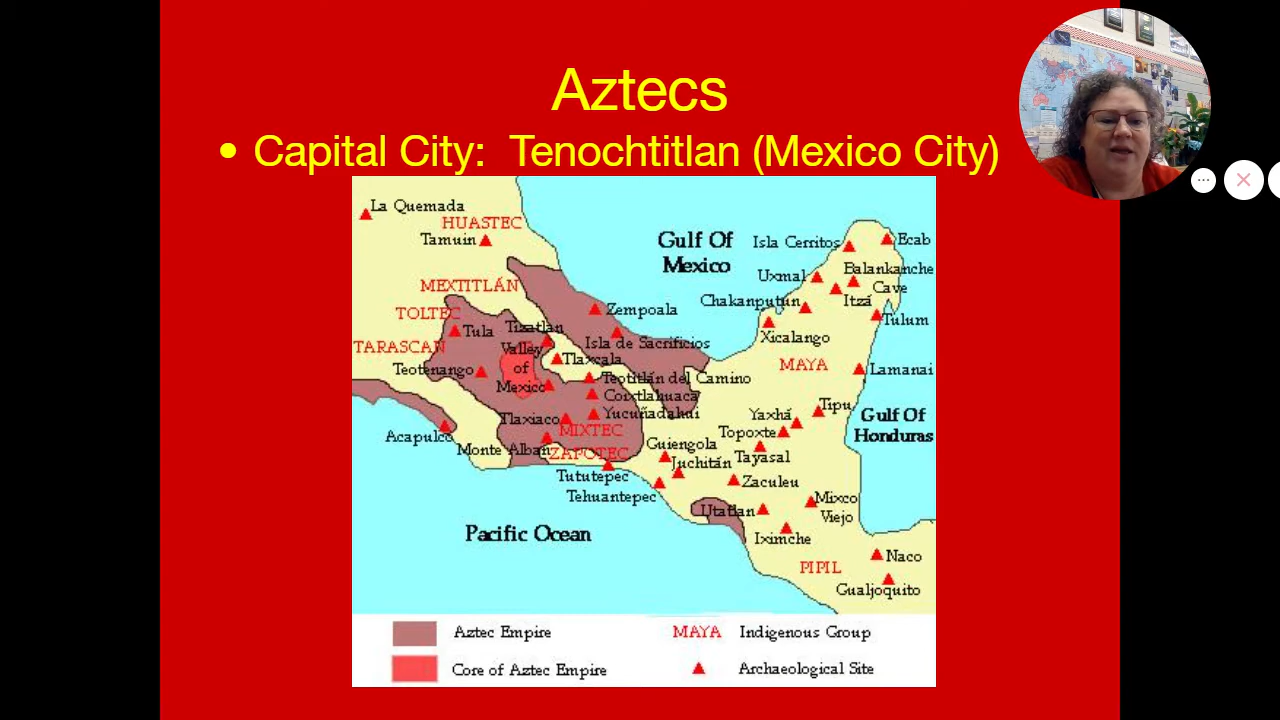 Aztecs
• Capital City: Tenochtitlan (Mexico City)
La Quemada
HUASTEC
Tamuin
Gulf Of
Mexico
Isla Cerritos
Ecab
Uxmal
Balankanche
Cave
MEXTITLÁN
Chakanputun
Itzá
TOLTEC
Zempoala
Tulum
Tula
Tizatlan
Xicalango
Isla de Sacrificios
TARASCAN
Valley
of
Mexico
Tlaxcala
MAYA
Lamanai
Teotenango
Teotitlán del Camino
Coixtlahuaca
Tipu
Yucuñadahui
Yaxhá
Gulf Of
Honduras
Tlaxiaco
MIXTEC
Topoxte
Acapulco
Monte Alban
ZAPOTEC
Guiengola
Tayasal
Juchitán
Tututepec
Zaculeu
Tehuantepec
Mixco
Viejo
Utatlan
Pacific Ocean
Iximche
Naco
PIPIL
Gualjoquito
Aztec Empire
MAYA Indigenous Group
Core of Aztec Empire
Archaeological Site